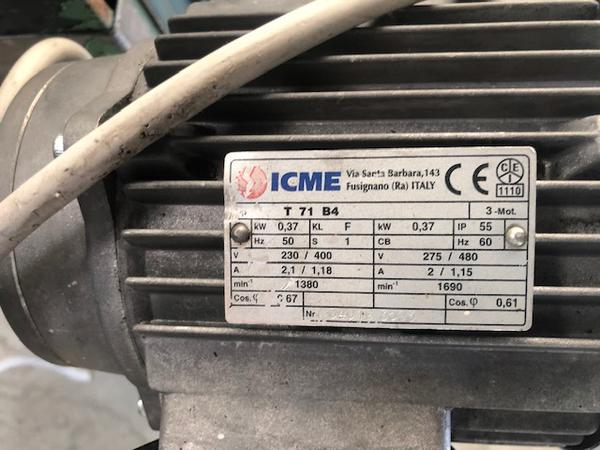 ICME Via Santa Barbara, 143
Fusignano (Ra) ITALY CE
CEI
1110
T 71 B4 3-Mot.
kW 0,37 KL F kW 0,37 IP 55
Hz 50 S 1 CB Hz 60
V 230 / 400 V 275 / 480
A 2,1 / 1,18 A 2 / 1,15
min⁻¹ 1380 min⁻¹ 1690
Cos. φ 67 Cos. φ 0,61
Nr